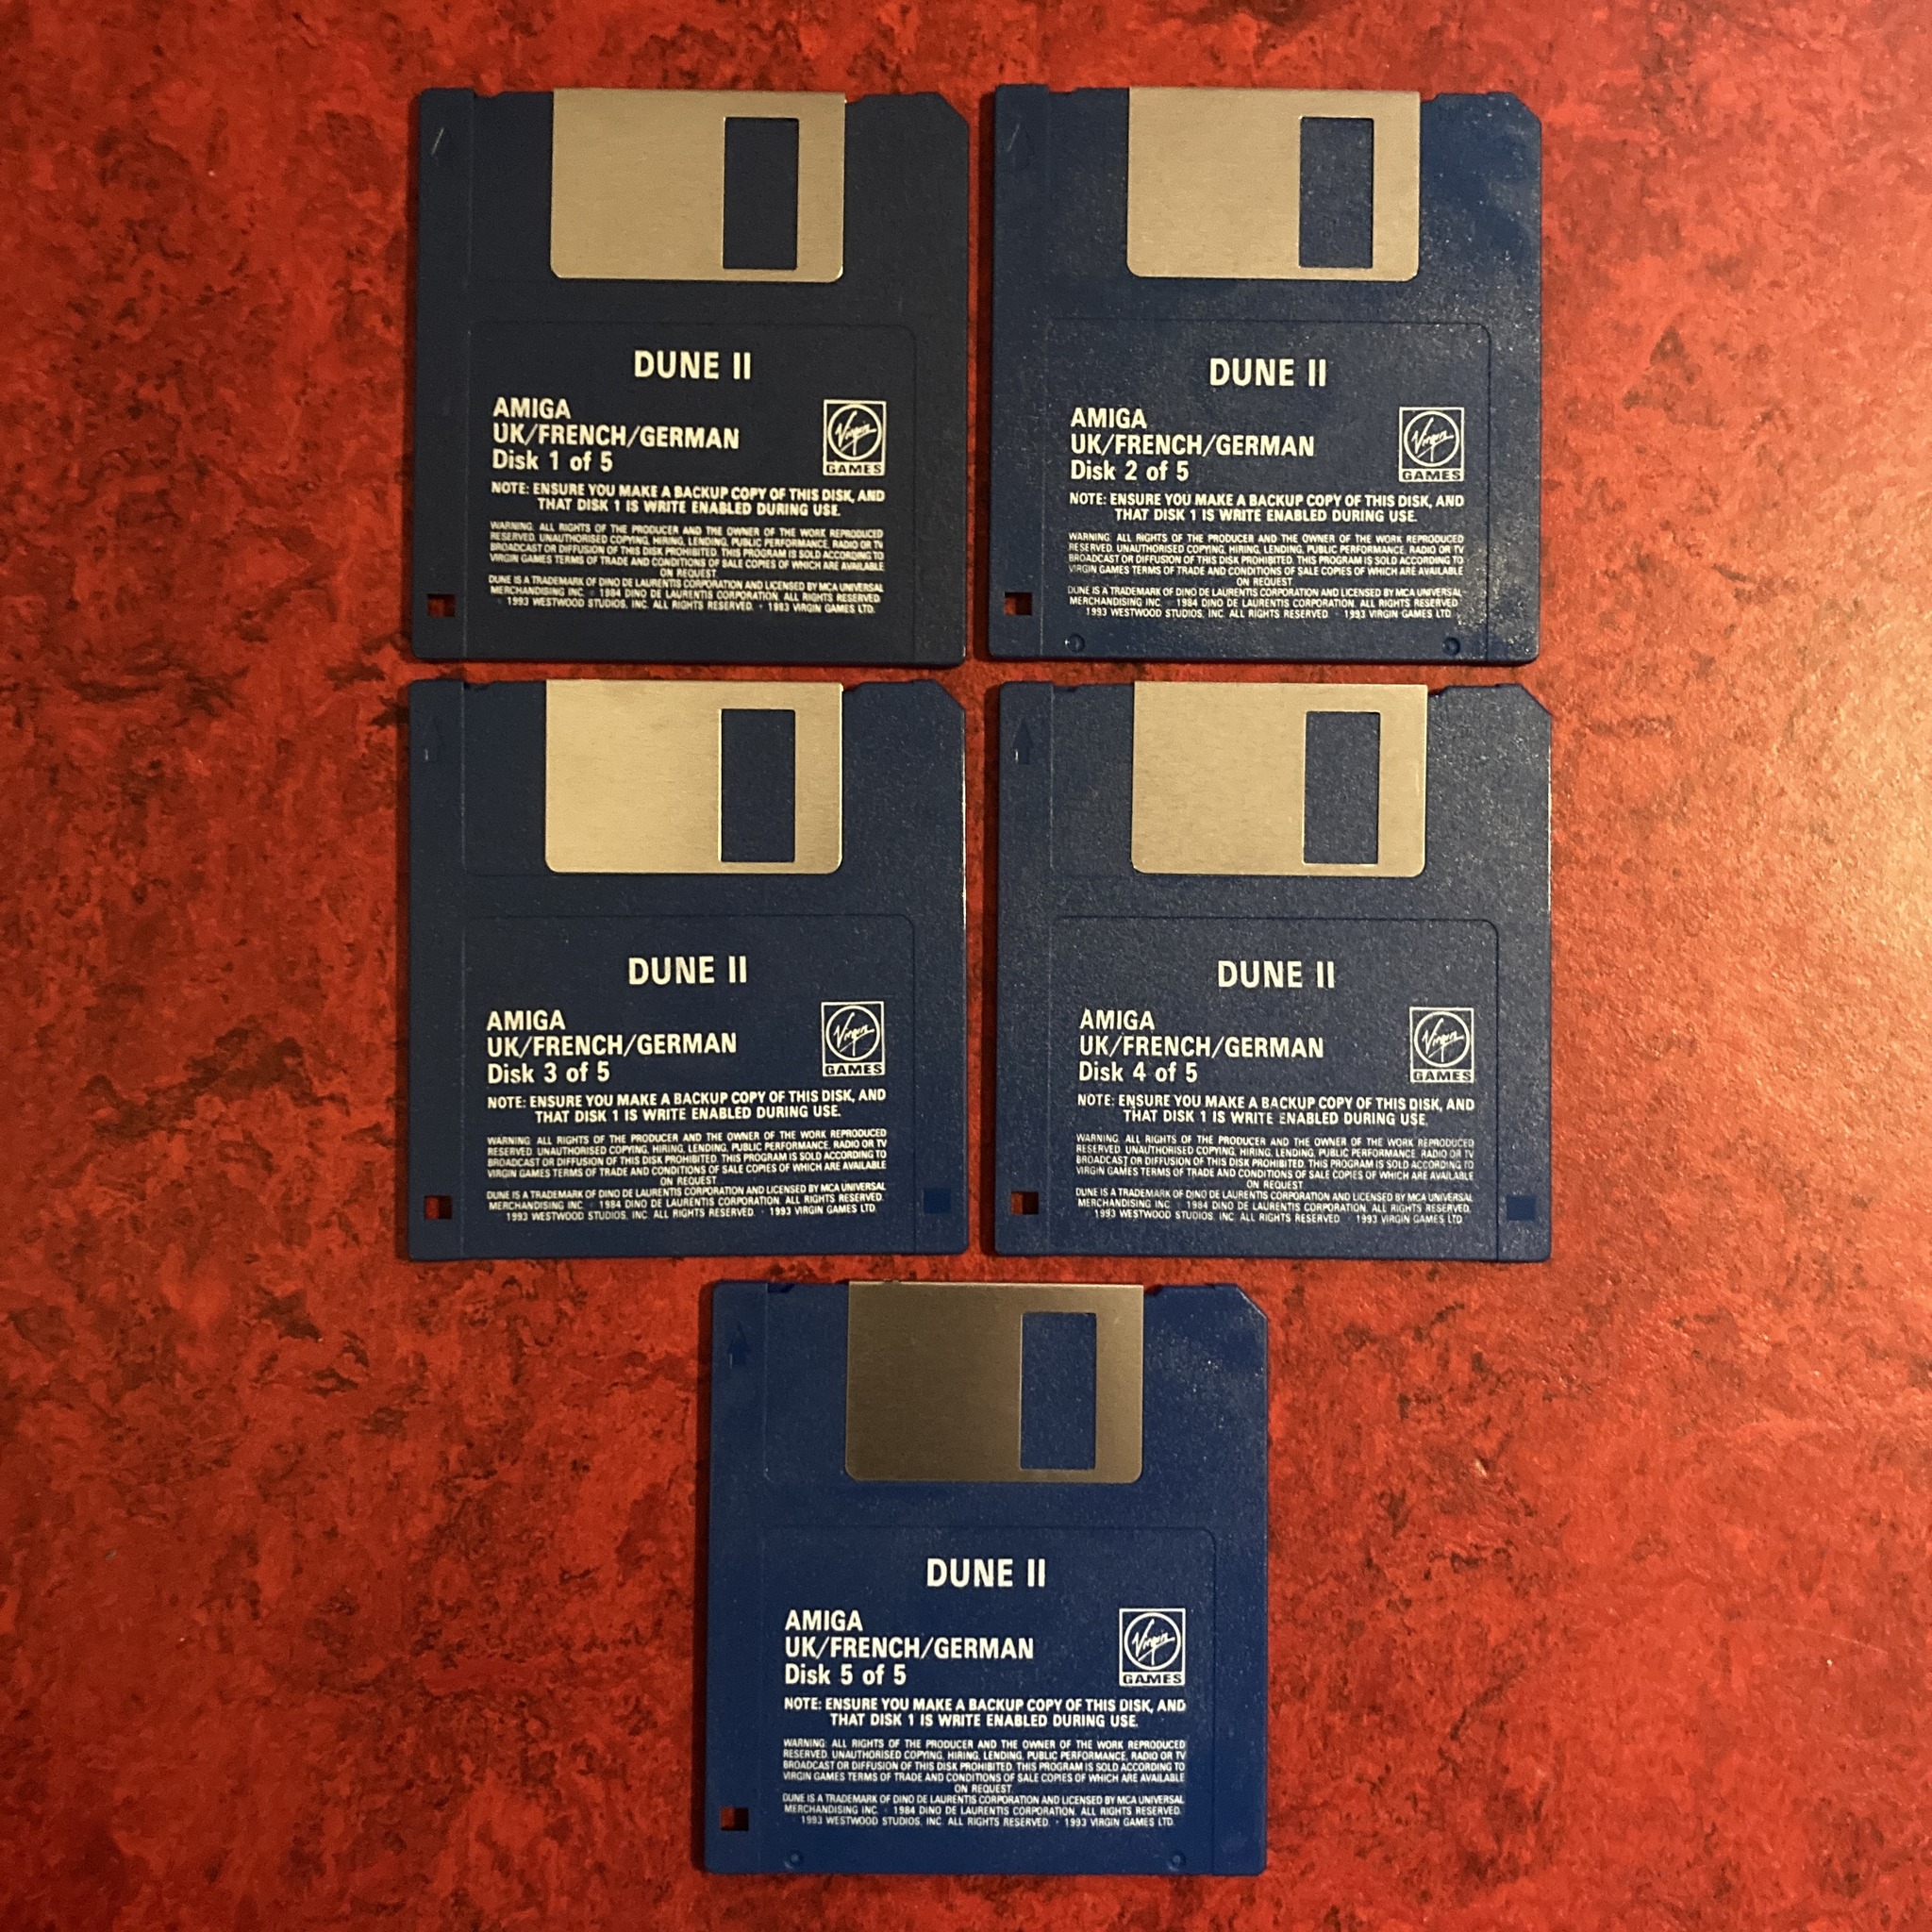 DUNE II
AMIGA
UK/FRENCH/GERMAN
Disk 1 of 5
Virgin
GAMES
NOTE: ENSURE YOU MAKE A BACKUP COPY OF THIS DISK, AND
THAT DISK 1 IS WRITE ENABLED DURING USE.
WARNING: ALL RIGHTS OF THE PRODUCER AND THE OWNER OF THE WORK REPRODUCED
RESERVED. UNAUTHORISED COPYING, HIRING, LENDING, PUBLIC PERFORMANCE, RADIO OR TV
BROADCAST OR DIFFUSION OF THIS DISK PROHIBITED. THIS PROGRAM IS SOLD ACCORDING TO
VIRGIN GAMES TERMS OF TRADE AND CONDITIONS OF SALE COPIES OF WHICH ARE AVAILABLE
ON REQUEST
DUNE IS A TRADEMARK OF DINO DE LAURENTIS CORPORATION AND LICENSED BY MCA UNIVERSAL
MERCHANDISING INC. 1984 DINO DE LAURENTIS CORPORATION. ALL RIGHTS RESERVED.
1993 WESTWOOD STUDIOS, INC. ALL RIGHTS RESERVED. 1993 VIRGIN GAMES LTD.
DUNE II
AMIGA
UK/FRENCH/GERMAN
Disk 2 of 5
Virgin
GAMES
NOTE: ENSURE YOU MAKE A BACKUP COPY OF THIS DISK, AND
THAT DISK 1 IS WRITE ENABLED DURING USE.
WARNING: ALL RIGHTS OF THE PRODUCER AND THE OWNER OF THE WORK REPRODUCED
RESERVED. UNAUTHORISED COPYING, HIRING, LENDING, PUBLIC PERFORMANCE, RADIO OR TV
BROADCAST OR DIFFUSION OF THIS DISK PROHIBITED. THIS PROGRAM IS SOLD ACCORDING TO
VIRGIN GAMES TERMS OF TRADE AND CONDITIONS OF SALE COPIES OF WHICH ARE AVAILABLE
ON REQUEST
DUNE IS A TRADEMARK OF DINO DE LAURENTIS CORPORATION AND LICENSED BY MCA UNIVERSAL
MERCHANDISING INC. 1984 DINO DE LAURENTIS CORPORATION. ALL RIGHTS RESERVED
1993 WESTWOOD STUDIOS, INC. ALL RIGHTS RESERVED. 1993 VIRGIN GAMES LTD.
DUNE II
AMIGA
UK/FRENCH/GERMAN
Disk 3 of 5
Virgin
GAMES
NOTE: ENSURE YOU MAKE A BACKUP COPY OF THIS DISK, AND
THAT DISK 1 IS WRITE ENABLED DURING USE.
WARNING: ALL RIGHTS OF THE PRODUCER AND THE OWNER OF THE WORK REPRODUCED
RESERVED. UNAUTHORISED COPYING, HIRING, LENDING, PUBLIC PERFORMANCE, RADIO OR TV
BROADCAST OR DIFFUSION OF THIS DISK PROHIBITED. THIS PROGRAM IS SOLD ACCORDING TO
VIRGIN GAMES TERMS OF TRADE AND CONDITIONS OF SALE COPIES OF WHICH ARE AVAILABLE
ON REQUEST
DUNE IS A TRADEMARK OF DINO DE LAURENTIS CORPORATION AND LICENSED BY MCA UNIVERSAL
MERCHANDISING INC. 1984 DINO DE LAURENTIS CORPORATION. ALL RIGHTS RESERVED.
1993 WESTWOOD STUDIOS, INC. ALL RIGHTS RESERVED. 1993 VIRGIN GAMES LTD.
DUNE II
AMIGA
UK/FRENCH/GERMAN
Disk 4 of 5
Virgin
GAMES
NOTE: ENSURE YOU MAKE A BACKUP COPY OF THIS DISK, AND
THAT DISK 1 IS WRITE ENABLED DURING USE.
WARNING: ALL RIGHTS OF THE PRODUCER AND THE OWNER OF THE WORK REPRODUCED
RESERVED. UNAUTHORISED COPYING, HIRING, LENDING, PUBLIC PERFORMANCE, RADIO OR TV
BROADCAST OR DIFFUSION OF THIS DISK PROHIBITED. THIS PROGRAM IS SOLD ACCORDING TO
VIRGIN GAMES TERMS OF TRADE AND CONDITIONS OF SALE COPIES OF WHICH ARE AVAILABLE
ON REQUEST
DUNE IS A TRADEMARK OF DINO DE LAURENTIS CORPORATION AND LICENSED BY MCA UNIVERSAL
MERCHANDISING INC. 1984 DINO DE LAURENTIS CORPORATION. ALL RIGHTS RESERVED.
1993 WESTWOOD STUDIOS, INC. ALL RIGHTS RESERVED 1993 VIRGIN GAMES LTD
DUNE II
AMIGA
UK/FRENCH/GERMAN
Disk 5 of 5
Virgin
GAMES
NOTE: ENSURE YOU MAKE A BACKUP COPY OF THIS DISK, AND
THAT DISK 1 IS WRITE ENABLED DURING USE.
WARNING: ALL RIGHTS OF THE PRODUCER AND THE OWNER OF THE WORK REPRODUCED
RESERVED. UNAUTHORISED COPYING, HIRING, LENDING, PUBLIC PERFORMANCE, RADIO OR TV
BROADCAST OR DIFFUSION OF THIS DISK PROHIBITED. THIS PROGRAM IS SOLD ACCORDING TO
VIRGIN GAMES TERMS OF TRADE AND CONDITIONS OF SALE COPIES OF WHICH ARE AVAILABLE
ON REQUEST
DUNE IS A TRADEMARK OF DINO DE LAURENTIS CORPORATION AND LICENSED BY MCA UNIVERSAL
MERCHANDISING INC. 1984 DINO DE LAURENTIS CORPORATION. ALL RIGHTS RESERVED.
1993 WESTWOOD STUDIOS, INC. ALL RIGHTS RESERVED. 1993 VIRGIN GAMES LTD.